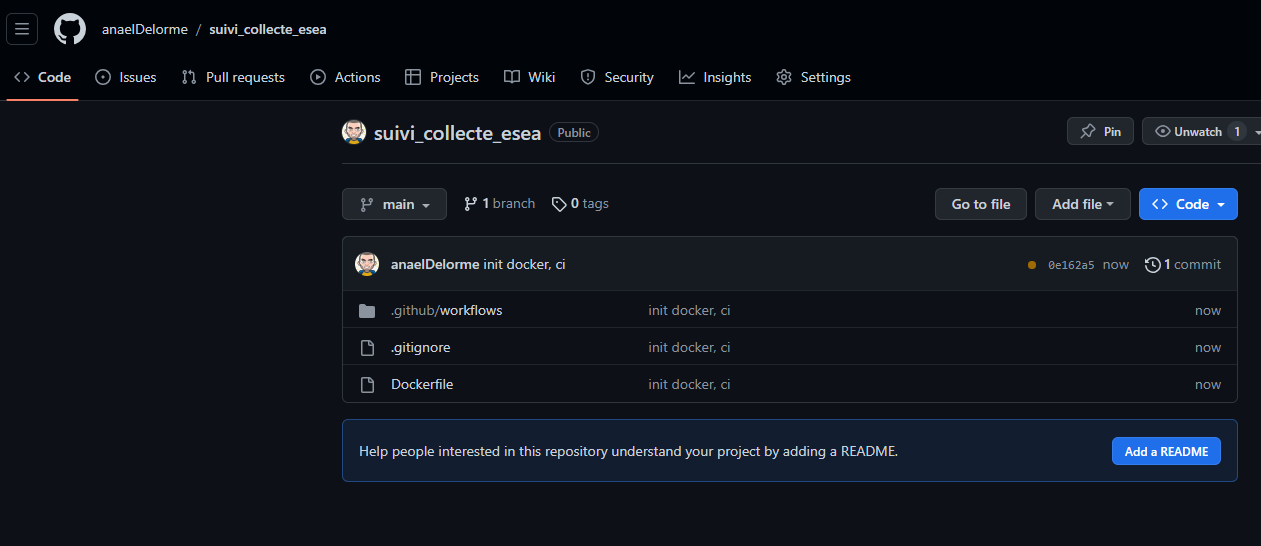 anaelDelorme / suivi_collecte_esea
Code Issues Pull requests Actions Projects Wiki Security Insights Settings
suivi_collecte_esea Public Pin Unwatch 1
main 1 branch 0 tags Go to file Add file Code
anaelDelorme init docker, ci 0e162a5 now 1 commit
.github/workflows init docker, ci now
.gitignore init docker, ci now
Dockerfile init docker, ci now
Help people interested in this repository understand your project by adding a README. Add a README